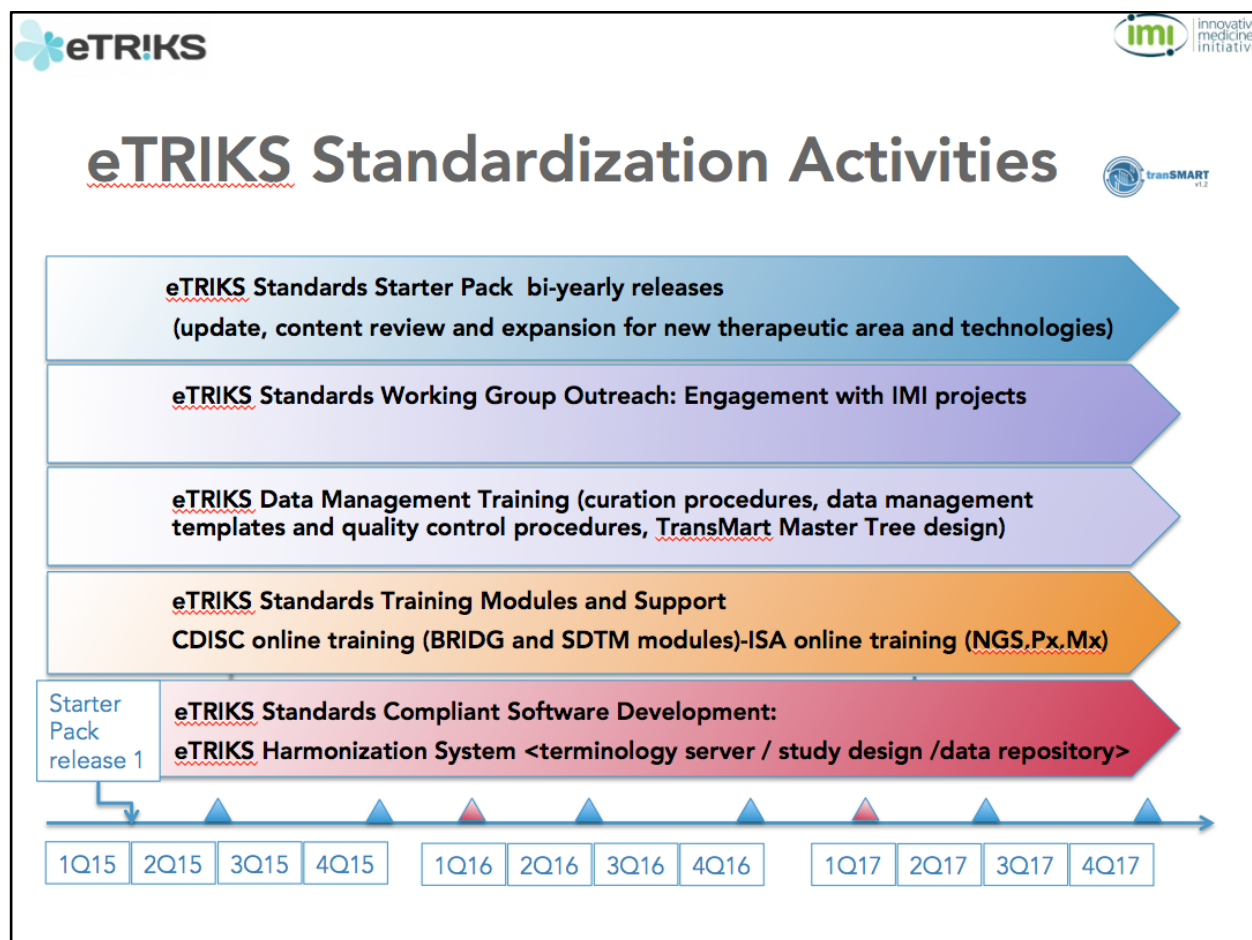 eTR!KS
imi
innovative
medicines
initiative
eTRIKS Standardization Activities
tranSMART
v1.2
eTRIKS Standards Starter Pack bi-yearly releases
(update, content review and expansion for new therapeutic area and technologies)
eTRIKS Standards Working Group Outreach: Engagement with IMI projects
eTRIKS Data Management Training (curation procedures, data management
templates and quality control procedures, TransMart Master Tree design)
eTRIKS Standards Training Modules and Support
CDISC online training (BRIDG and SDTM modules)-ISA online training (NGS,Px,Mx)
Starter
Pack
release 1
eTRIKS Standards Compliant Software Development:
eTRIKS Harmonization System <terminology server / study design /data repository>
1Q15 2Q15 3Q15 4Q15 1Q16 2Q16 3Q16 4Q16 1Q17 2Q17 3Q17 4Q17